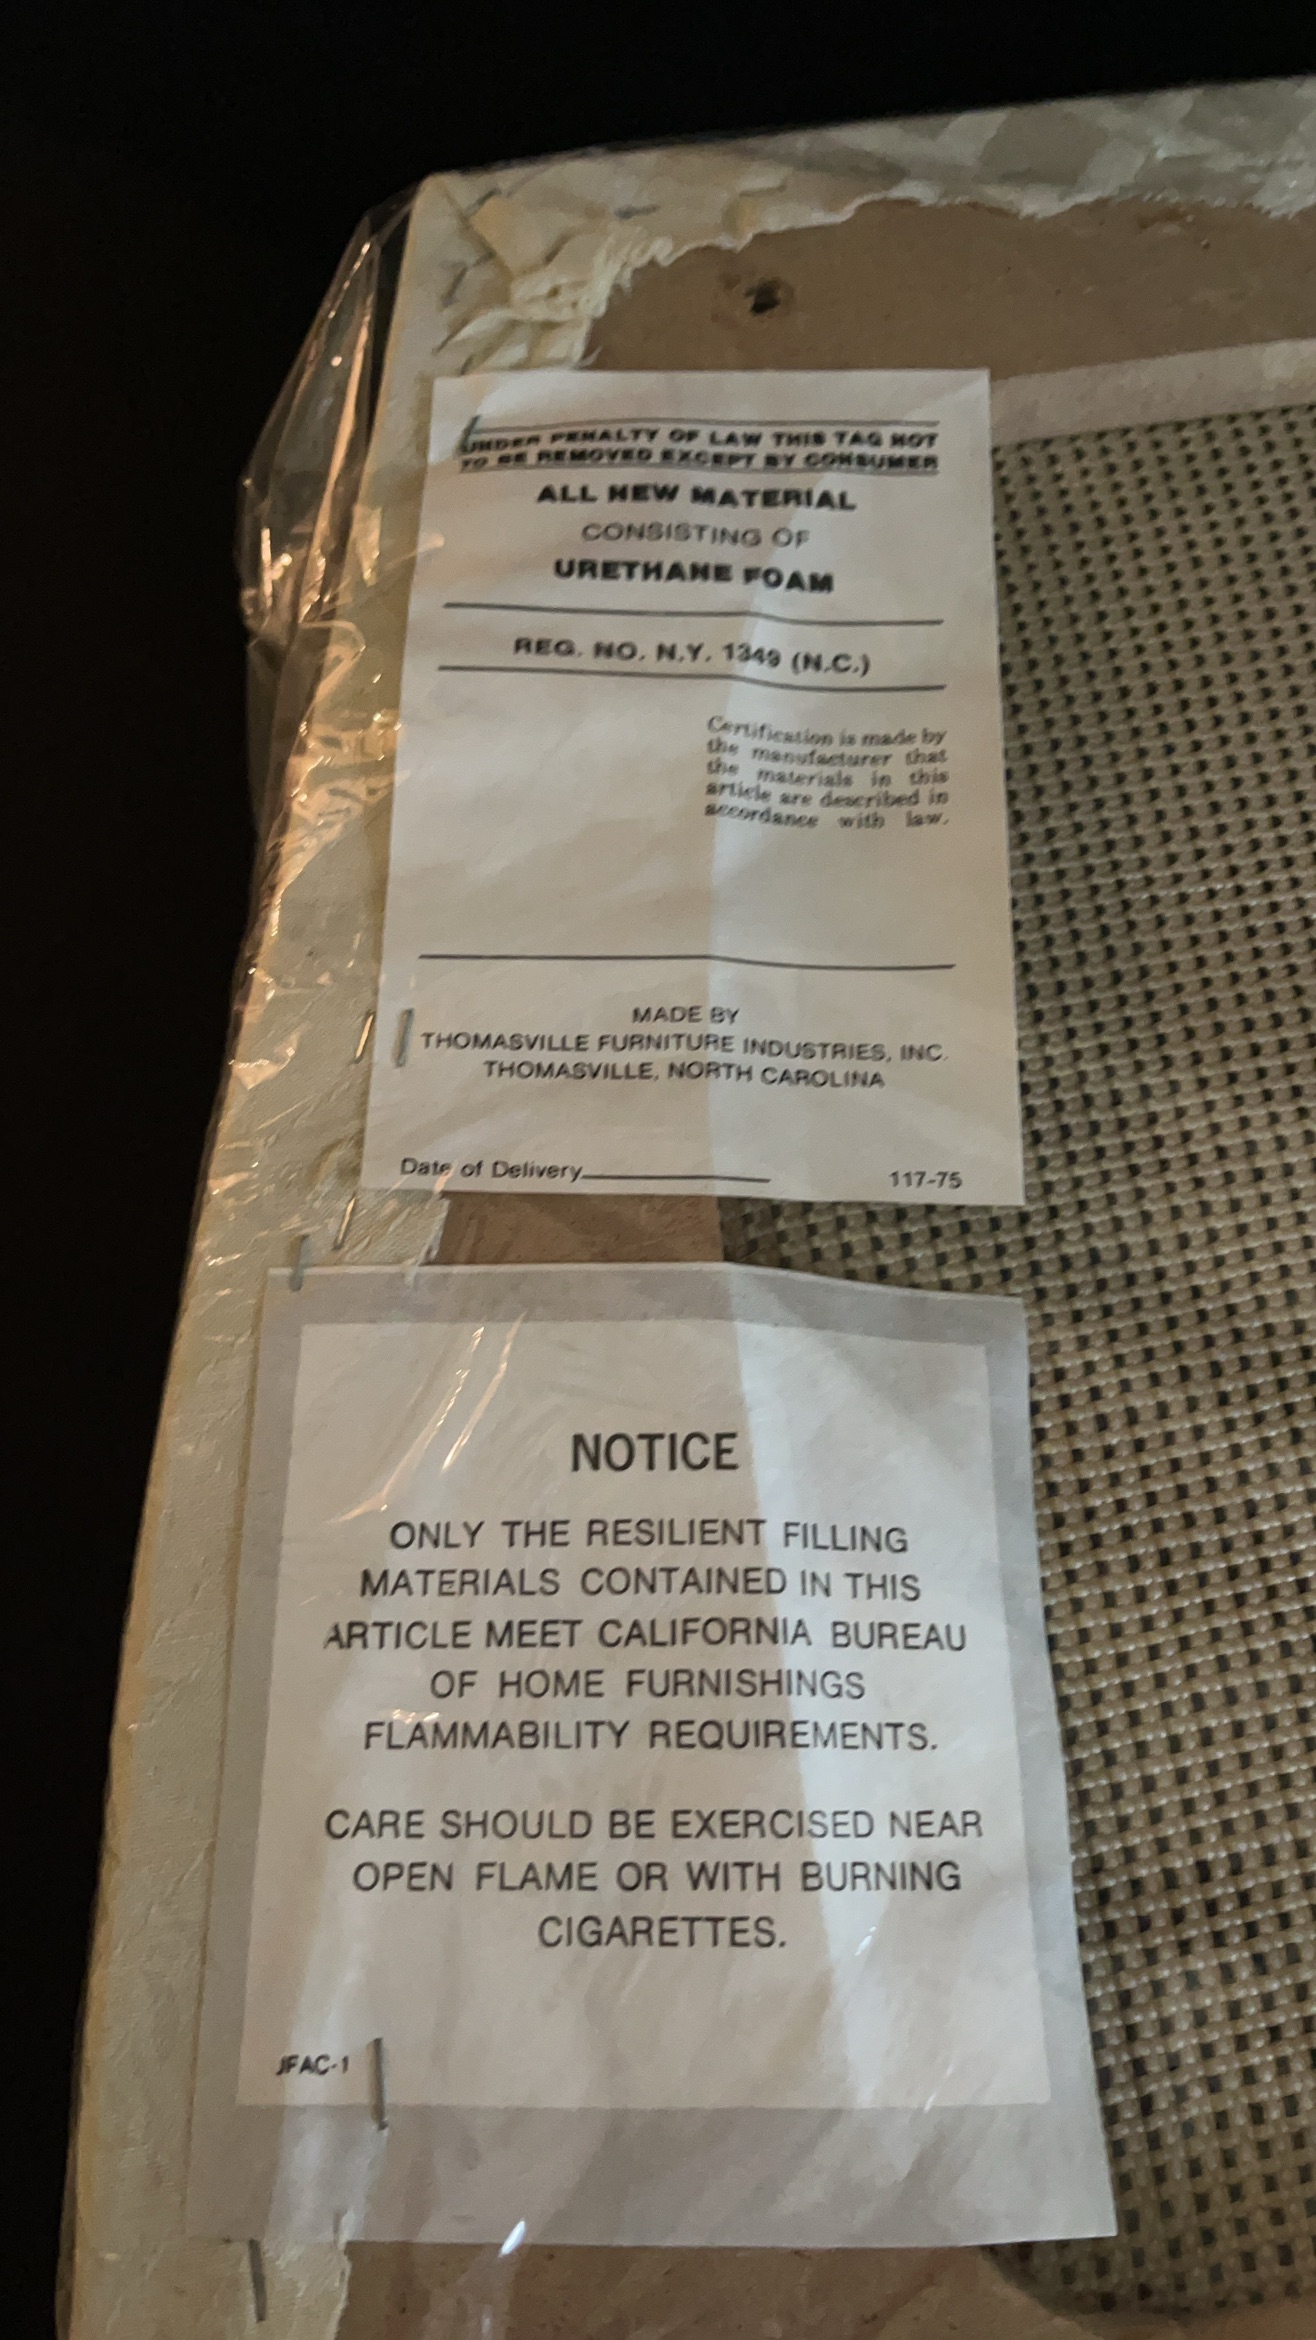 UNDER PENALTY OF LAW THIS TAG NOT
TO BE REMOVED EXCEPT BY CONSUMER
ALL NEW MATERIAL
CONSISTING OF
URETHANE FOAM
REG. NO. N.Y. 1349 (N.C.)
Certification is made by
the manufacturer that
the materials in this
article are described in
accordance with law.
MADE BY
THOMASVILLE FURNITURE INDUSTRIES, INC.
THOMASVILLE, NORTH CAROLINA
Date of Delivery
117-75
NOTICE
ONLY THE RESILIENT FILLING
MATERIALS CONTAINED IN THIS
ARTICLE MEET CALIFORNIA BUREAU
OF HOME FURNISHINGS
FLAMMABILITY REQUIREMENTS.
CARE SHOULD BE EXERCISED NEAR
OPEN FLAME OR WITH BURNING
CIGARETTES.
JFAC-1